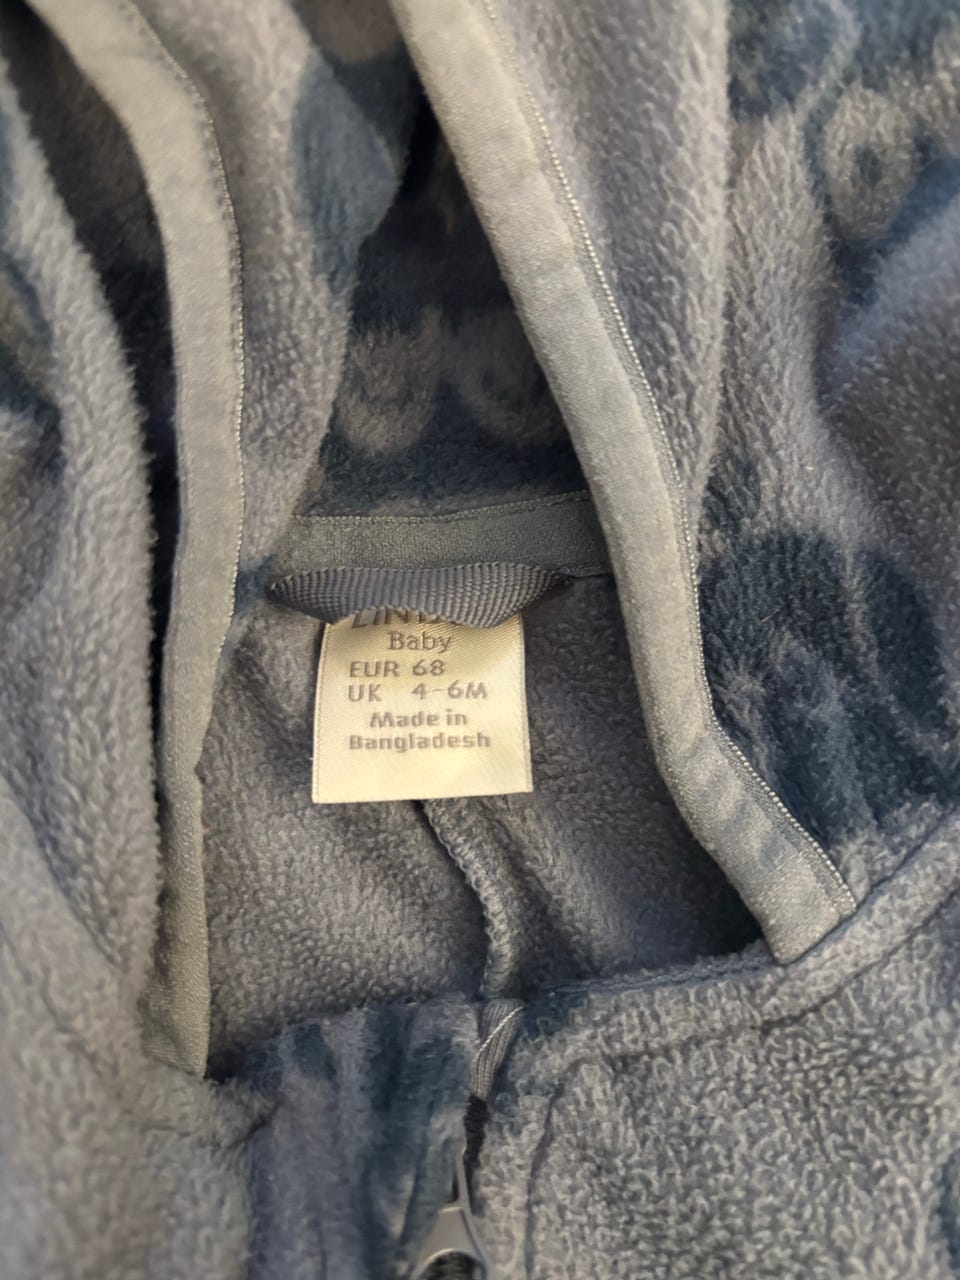 Baby
EUR 68
UK 4-6M
Made in
Bangladesh